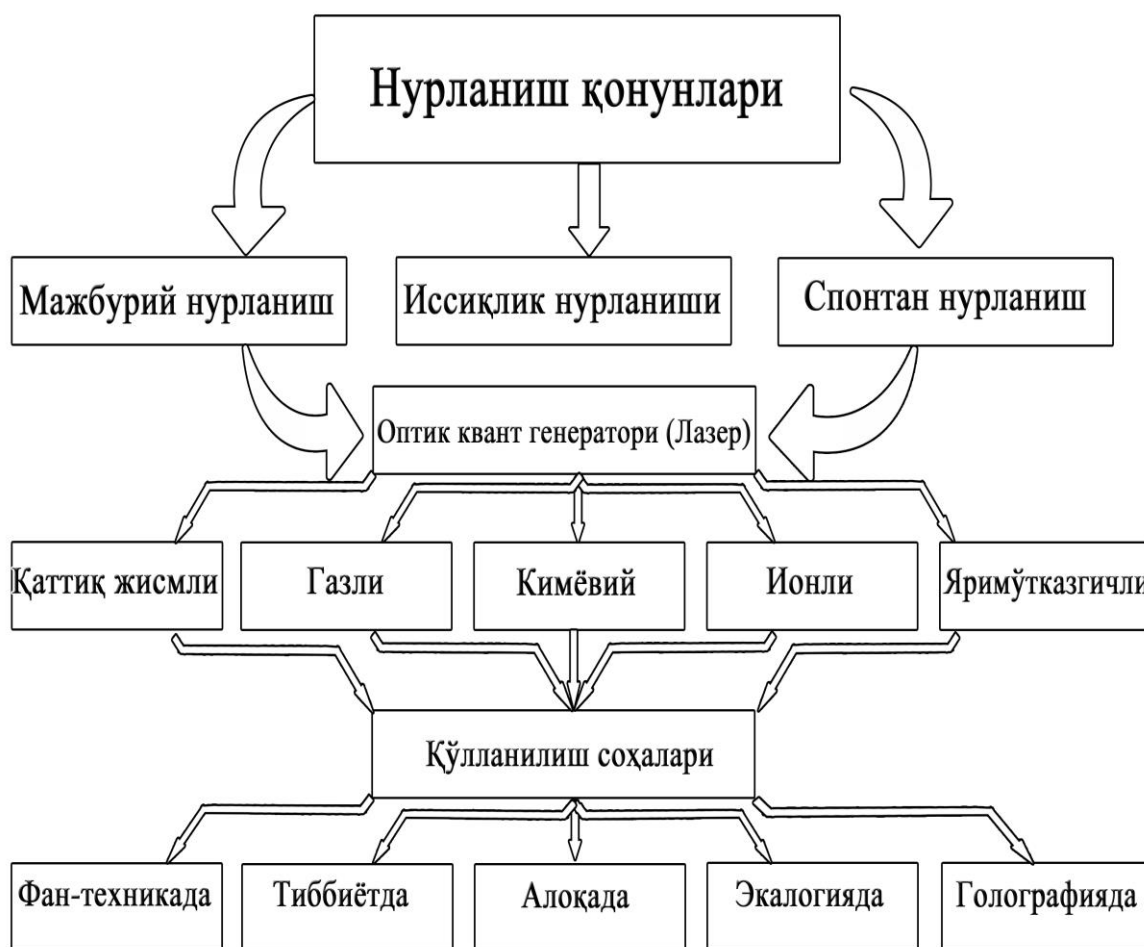 Нурланиш қонунлари
Мажбурий нурланиш
Иссиқлик нурланиши
Спонтан нурланиш
Оптик квант генератори (Лазер)
Қаттиқ жисмли
Газли
Кимёвий
Ионли
Яримўтказгичли
Қўлланилиш соҳалари
Фан-техникада
Тиббиётда
Алоқада
Экалогияда
Голографияда